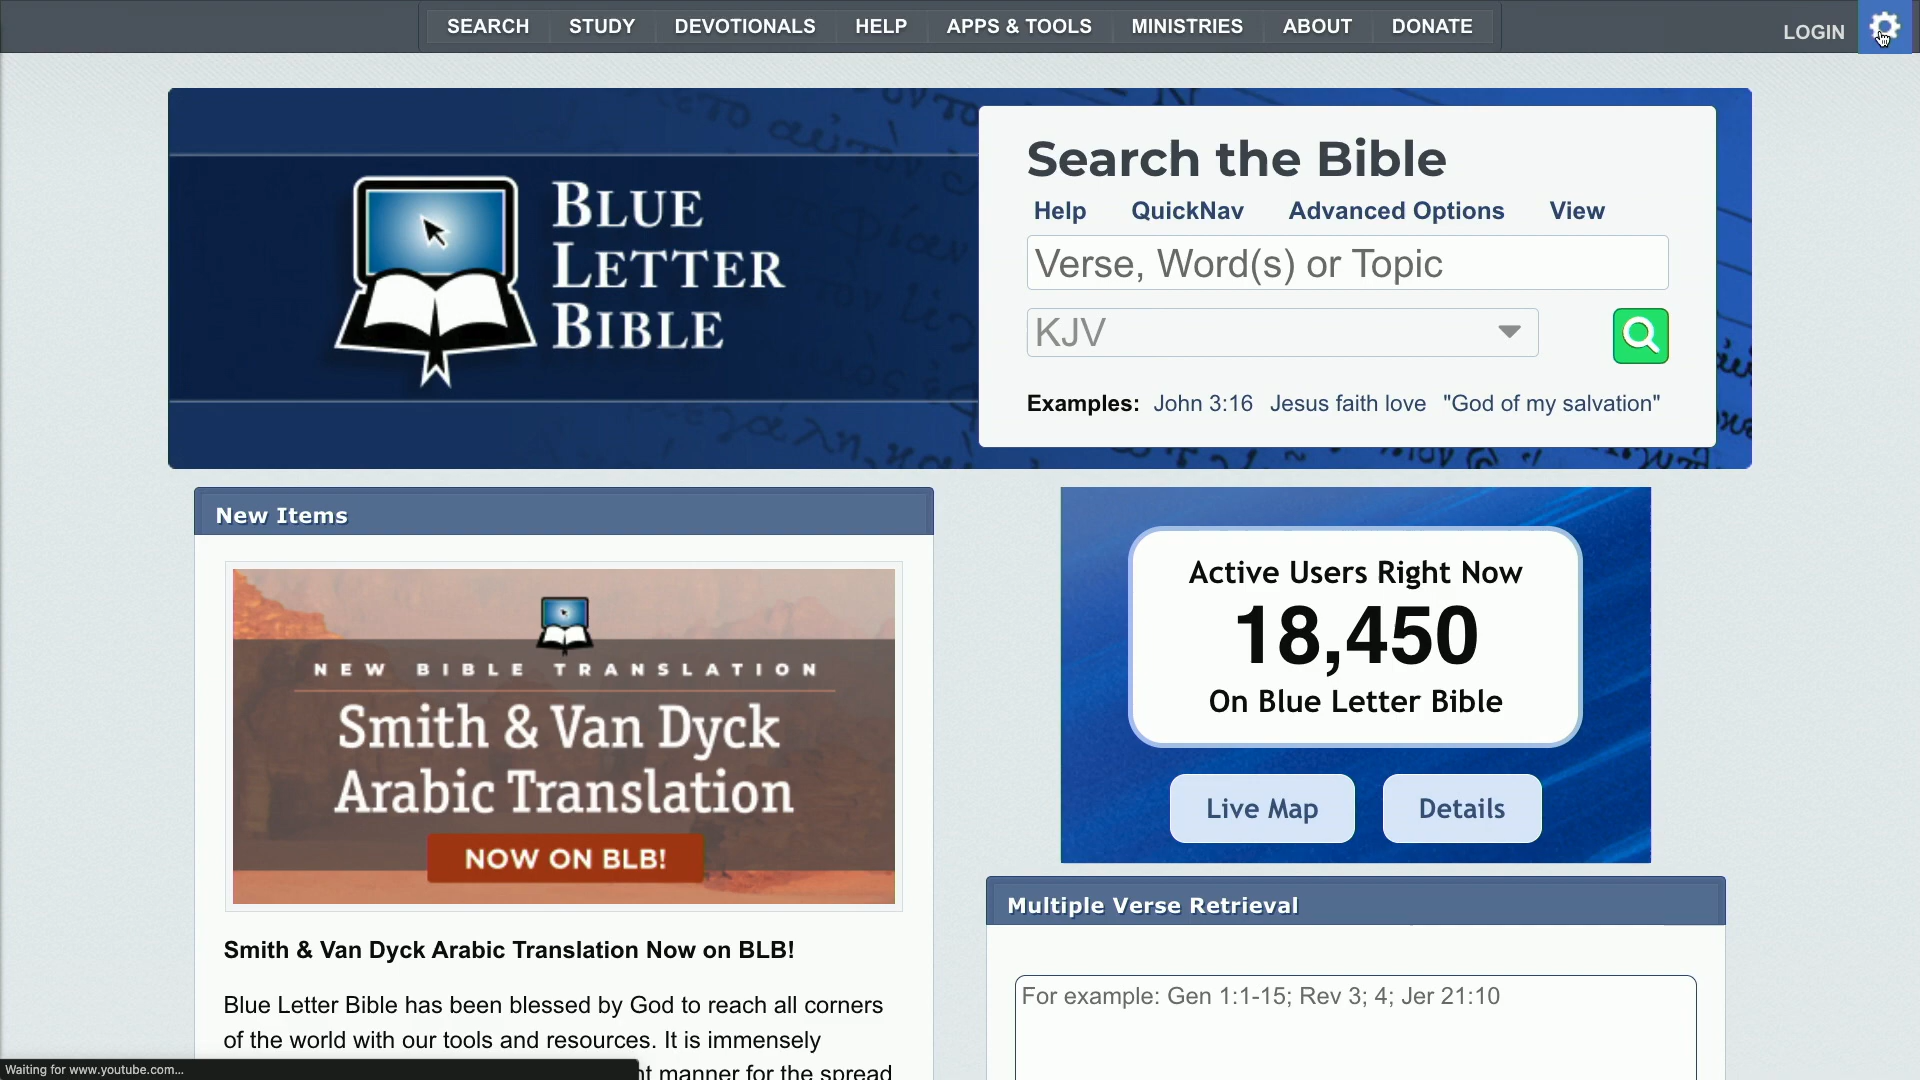 SEARCH STUDY DEVOTIONALS HELP APPS & TOOLS MINISTRIES ABOUT DONATE LOGIN
BLUE
LETTER
BIBLE
Search the Bible
Help QuickNav Advanced Options View
Verse, Word(s) or Topic
KJV
Examples: John 3:16 Jesus faith love "God of my salvation"
New Items
NEW BIBLE TRANSLATION
Smith & Van Dyck
Arabic Translation
NOW ON BLB!
Smith & Van Dyck Arabic Translation Now on BLB!
Blue Letter Bible has been blessed by God to reach all corners
of the world with our tools and resources. It is immensely
manner for the spread
Active Users Right Now
18,450
On Blue Letter Bible
Live Map Details
Multiple Verse Retrieval
For example: Gen 1:1-15; Rev 3; 4; Jer 21:10
Waiting for www.youtube.com...